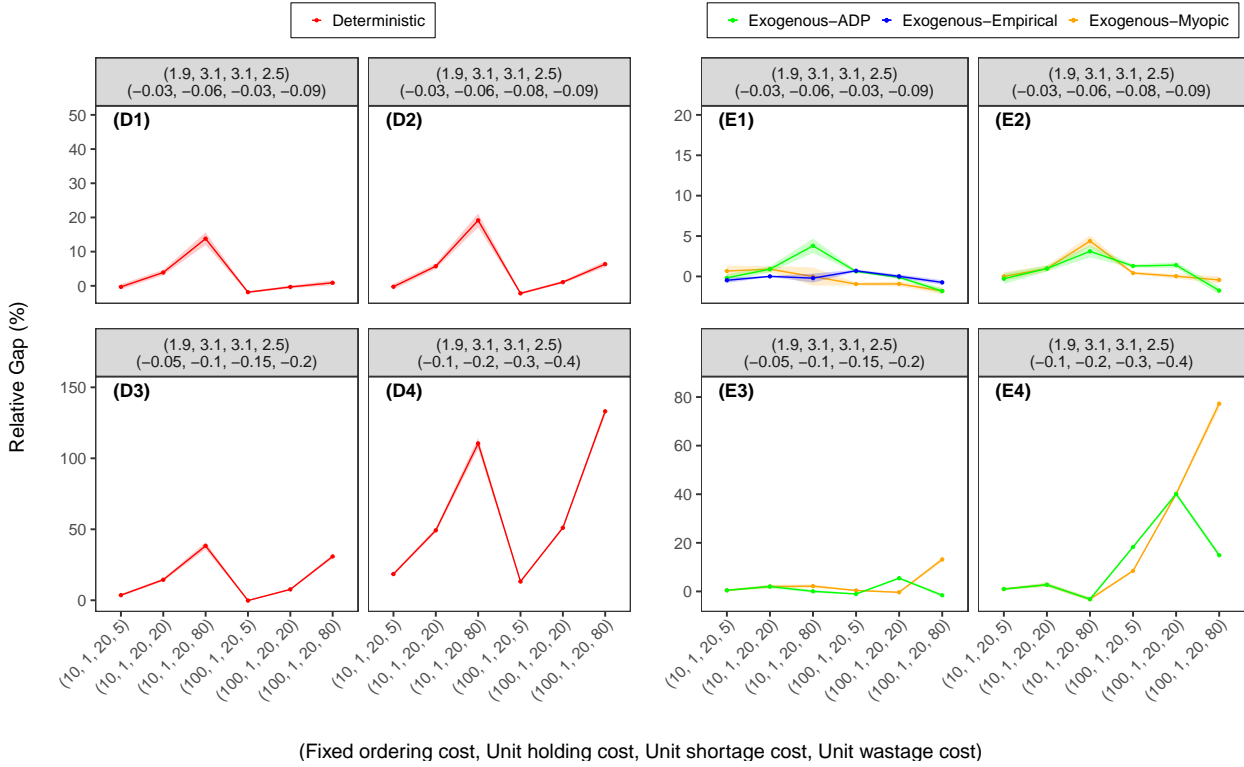 Deterministic
Exogenous−ADP Exogenous−Empirical Exogenous−Myopic
(1.9, 3.1, 3.1, 2.5)
(−0.03, −0.06, −0.03, −0.09)
(1.9, 3.1, 3.1, 2.5)
(−0.03, −0.06, −0.08, −0.09)
(1.9, 3.1, 3.1, 2.5)
(−0.03, −0.06, −0.03, −0.09)
(1.9, 3.1, 3.1, 2.5)
(−0.03, −0.06, −0.08, −0.09)
(D1)
(D2)
(E1)
(E2)
50
40
30
20
10
0
20
15
10
5
0
Relative Gap (%)
(1.9, 3.1, 3.1, 2.5)
(−0.05, −0.1, −0.15, −0.2)
(1.9, 3.1, 3.1, 2.5)
(−0.1, −0.2, −0.3, −0.4)
(1.9, 3.1, 3.1, 2.5)
(−0.05, −0.1, −0.15, −0.2)
(1.9, 3.1, 3.1, 2.5)
(−0.1, −0.2, −0.3, −0.4)
(D3)
(D4)
(E3)
(E4)
150
100
50
0
80
60
40
20
0
(10, 1, 20, 5)
(10, 1, 20, 20)
(10, 1, 20, 80)
(100, 1, 20, 5)
(100, 1, 20, 20)
(100, 1, 20, 80)
(10, 1, 20, 5)
(10, 1, 20, 20)
(10, 1, 20, 80)
(100, 1, 20, 5)
(100, 1, 20, 20)
(100, 1, 20, 80)
(10, 1, 20, 5)
(10, 1, 20, 20)
(10, 1, 20, 80)
(100, 1, 20, 5)
(100, 1, 20, 20)
(100, 1, 20, 80)
(10, 1, 20, 5)
(10, 1, 20, 20)
(10, 1, 20, 80)
(100, 1, 20, 5)
(100, 1, 20, 20)
(100, 1, 20, 80)
(Fixed ordering cost, Unit holding cost, Unit shortage cost, Unit wastage cost)